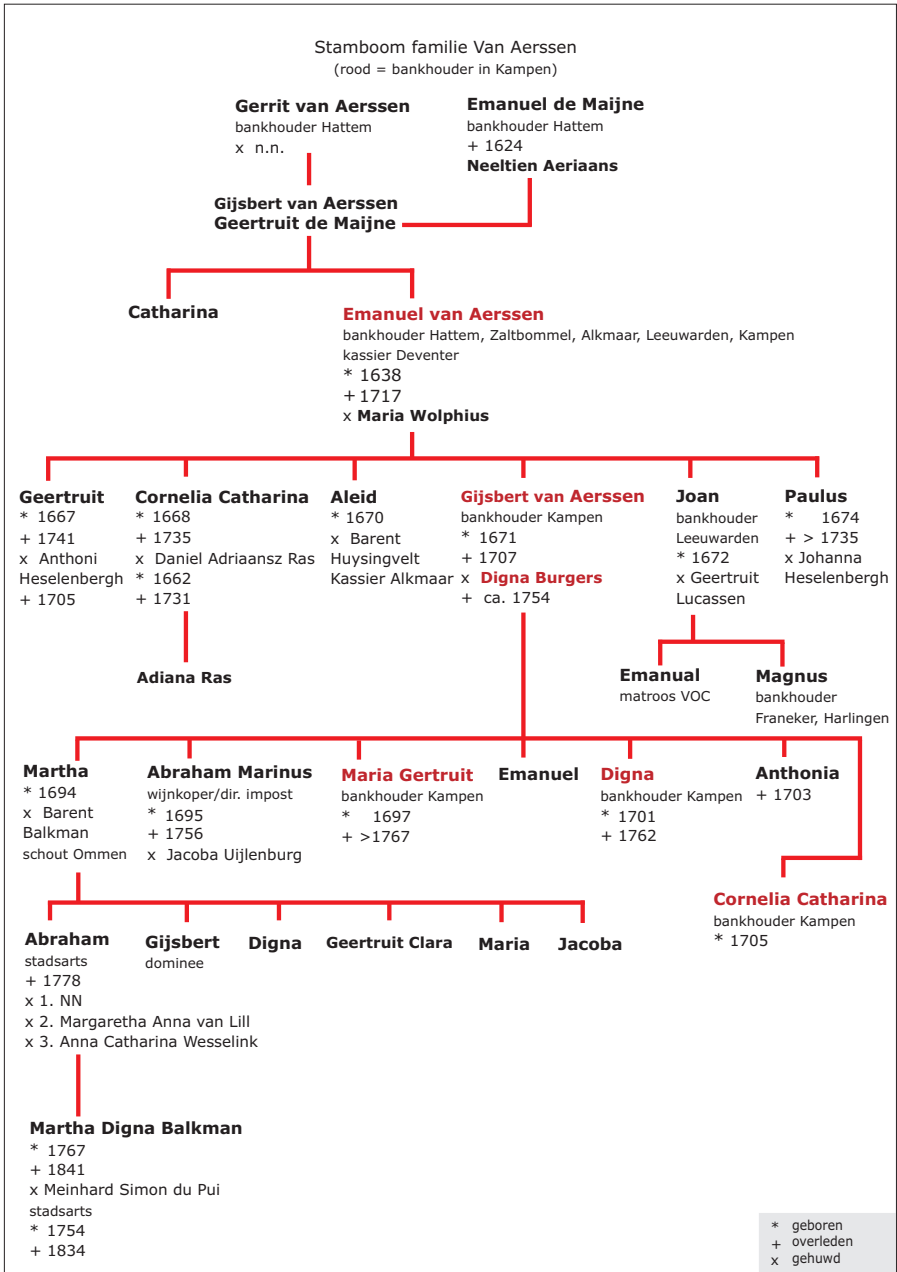 Stamboom familie Van Aerssen
(rood = bankhouder in Kampen)
Gerrit van Aerssen
bankhouder Hattem
x n.n.
Emanuel de Maijne
bankhouder Hattem
+ 1624
Neeltien Aeriaans
Gijsbert van Aerssen
Geertruit de Maijne
Catharina
Emanuel van Aerssen
bankhouder Hattem, Zaltbommel, Alkmaar, Leeuwarden, Kampen
kassier Deventer
* 1638
+ 1717
x Maria Wolphius
Geertruit
* 1667
+ 1741
x Anthoni
Heselenbergh
+ 1705
Cornelia Catharina
* 1668
+ 1735
x Daniel Adriaansz Ras
* 1662
+ 1731
Aleid
* 1670
x Barent
Huysingvelt
Kassier Alkmaar
Gijsbert van Aerssen
bankhouder Kampen
* 1671
+ 1707
x Digna Burgers
+ ca. 1754
Joan
bankhouder
Leeuwarden
* 1672
x Geertruit
Lucassen
Paulus
* 1674
+ > 1735
x Johanna
Heselenbergh
Adiana Ras
Emanual
matroos VOC
Magnus
bankhouder
Franeker, Harlingen
Martha
* 1694
x Barent
Balkman
schout Ommen
Abraham Marinus
wijnkoper/dir. impost
* 1695
+ 1756
x Jacoba Uijlenburg
Maria Gertruit
bankhouder Kampen
* 1697
+ >1767
Emanuel
Digna
bankhouder Kampen
* 1701
+ 1762
Anthonia
+ 1703
Cornelia Catharina
bankhouder Kampen
* 1705
Abraham
stadsarts
+ 1778
x 1. NN
x 2. Margaretha Anna van Lill
x 3. Anna Catharina Wesselink
Gijsbert
dominee
Digna
Geertruit Clara
Maria
Jacoba
Martha Digna Balkman
* 1767
+ 1841
x Meinhard Simon du Pui
stadsarts
* 1754
+ 1834
* geboren
+ overleden
x gehuwd